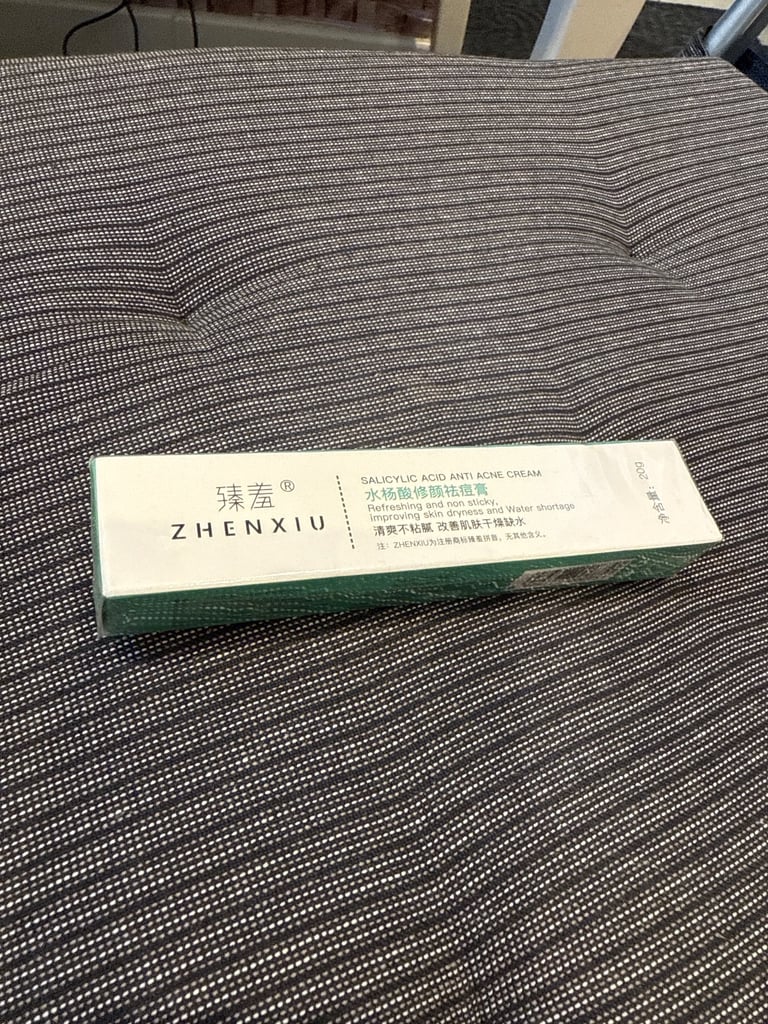 臻羞®
ZHENXIU
SALICYLIC ACID ANTI ACNE CREAM
水杨酸修颜祛痘膏
Refreshing and non sticky,
improving skin dryness and Water shortage
清爽不粘腻 改善肌肤干燥缺水
注：ZHENXIU为注册商标臻羞拼音，无其他含义。
净含量：20g